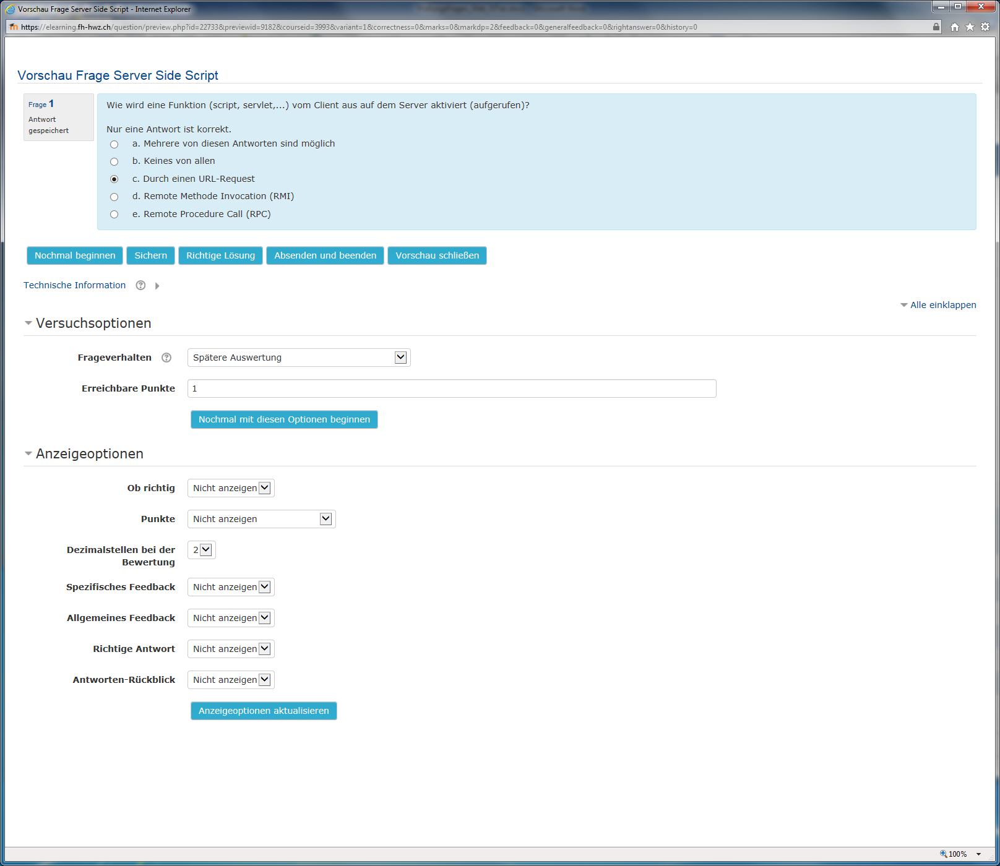 Vorschau Frage Server Side Script - Internet Explorer
https://elearning.fh-hwz.ch/question/preview.php?id=22733&previewid=9182&courseid=3993&variant=1&correctness=0&marks=0&markdp=2&feedback=0&generalfeedback=0&rightanswer=0&history=0
Vorschau Frage Server Side Script
Frage 1
Antwort
gespeichert
Wie wird eine Funktion (script, servlet,...) vom Client aus auf dem Server aktiviert (aufgerufen)?
Nur eine Antwort ist korrekt.
a. Mehrere von diesen Antworten sind möglich
b. Keines von allen
c. Durch einen URL-Request
d. Remote Methode Invocation (RMI)
e. Remote Procedure Call (RPC)
Nochmal beginnen Sichern Richtige Lösung Absenden und beenden Vorschau schließen
Technische Information
Alle einklappen
Versuchsoptionen
Frageverhalten Spätere Auswertung
Erreichbare Punkte 1
Nochmal mit diesen Optionen beginnen
Anzeigeoptionen
Ob richtig Nicht anzeigen
Punkte Nicht anzeigen
Dezimalstellen bei der 2
Bewertung
Spezifisches Feedback Nicht anzeigen
Allgemeines Feedback Nicht anzeigen
Richtige Antwort Nicht anzeigen
Antworten-Rückblick Nicht anzeigen
Anzeigeoptionen aktualisieren
100%